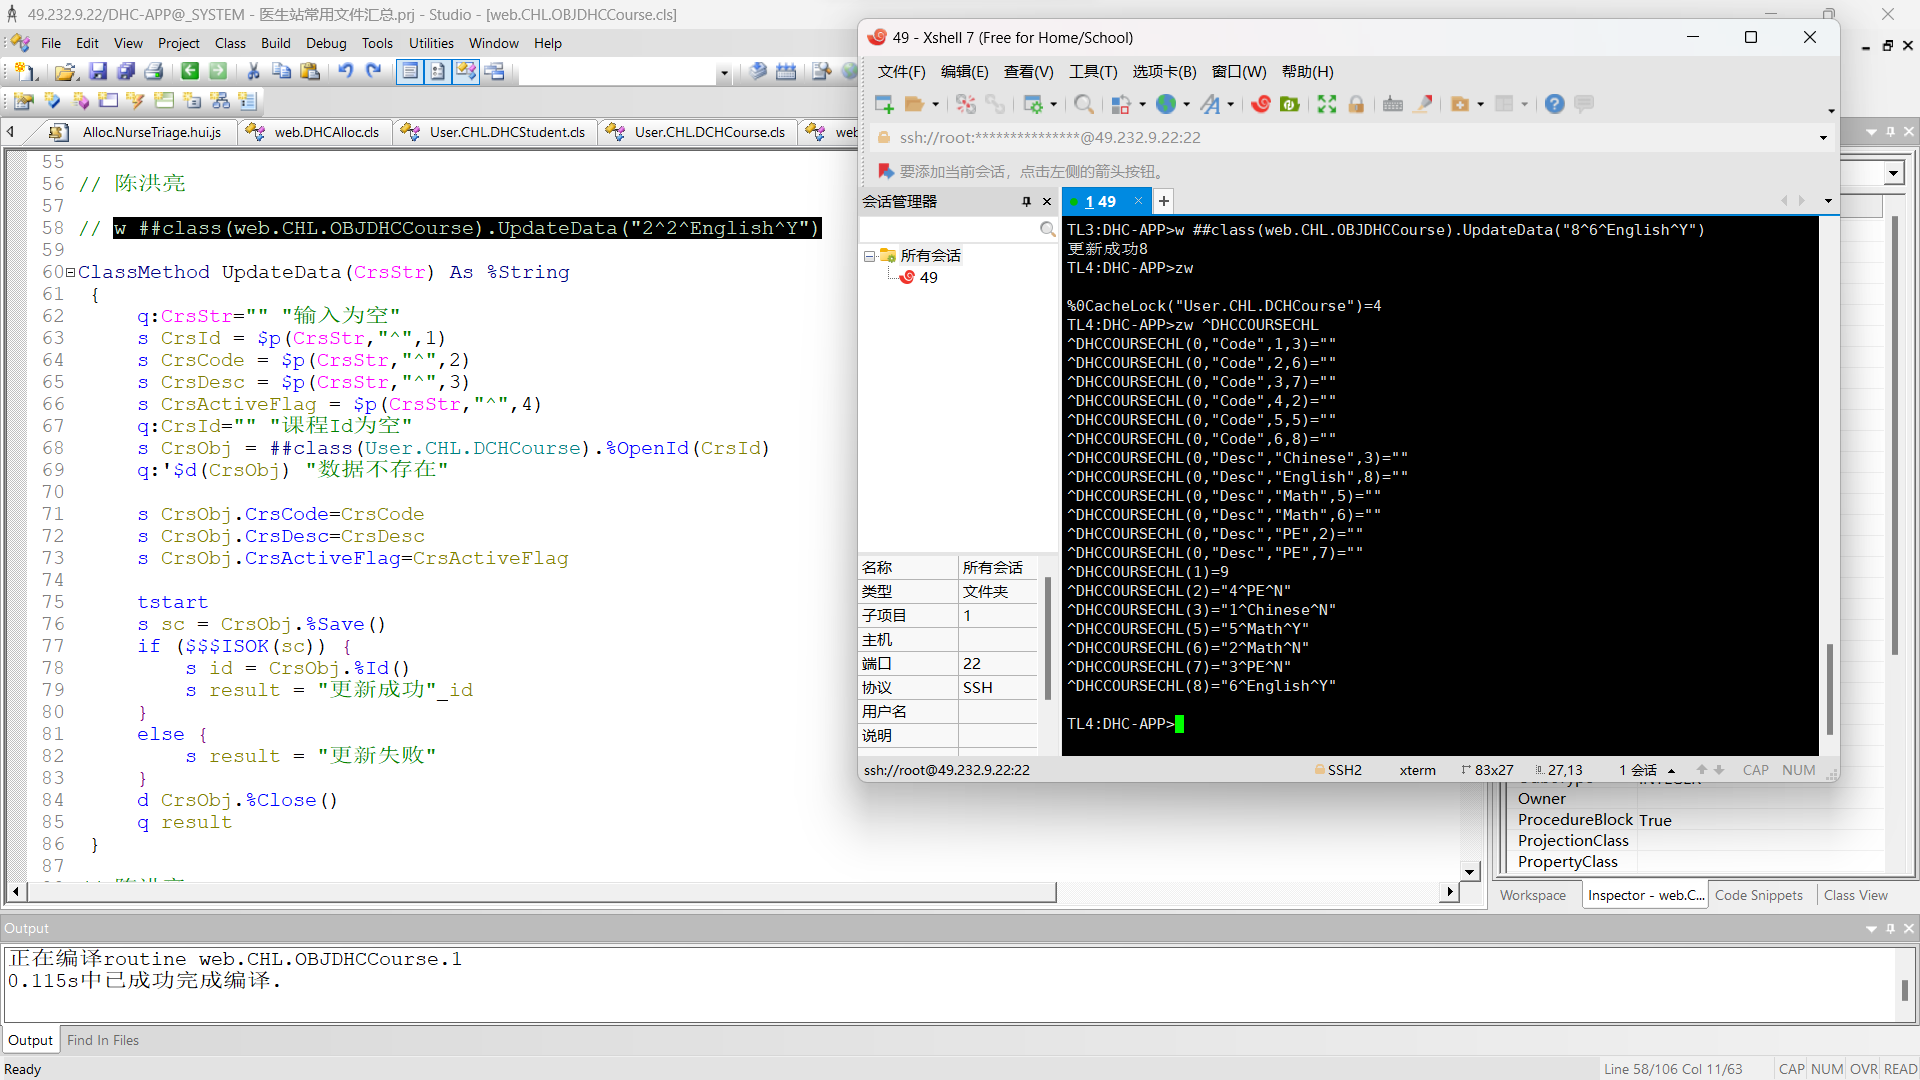 49.232.9.22/DHC-APP@_SYSTEM - 医生站常用文件汇总.prj - Studio - [web.CHL.OBJDHCCourse.cls]
File Edit View Project Class Build Debug Tools Utilities Window Help
Alloc.NurseTriage.hui.js web.DHCAlloc.cls User.CHL.DHCStudent.cls User.CHL.DCHCourse.cls
55
56 // 陈洪亮
57
58 // w ##class(web.CHL.OBJDHCCourse).UpdateData("2^2^English^Y")
59
60 ClassMethod UpdateData(CrsStr) As %String
61 {
62 q:CrsStr="" "输入为空"
63 s CrsId = $p(CrsStr,"^",1)
64 s CrsCode = $p(CrsStr,"^",2)
65 s CrsDesc = $p(CrsStr,"^",3)
66 s CrsActiveFlag = $p(CrsStr,"^",4)
67 q:CrsId="" "课程Id为空"
68 s CrsObj = ##class(User.CHL.DCHCourse).%OpenId(CrsId)
69 q:'$d(CrsObj) "数据不存在"
70
71 s CrsObj.CrsCode=CrsCode
72 s CrsObj.CrsDesc=CrsDesc
73 s CrsObj.CrsActiveFlag=CrsActiveFlag
74
75 tstart
76 s sc = CrsObj.%Save()
77 if ($$$ISOK(sc)) {
78 s id = CrsObj.%Id()
79 s result = "更新成功"_id
80 }
81 else {
82 s result = "更新失败"
83 }
84 d CrsObj.%Close()
85 q result
86 }
87
49 - Xshell 7 (Free for Home/School)
文件(F) 编辑(E) 查看(V) 工具(T) 选项卡(B) 窗口(W) 帮助(H)
ssh://root:***************@49.232.9.22:22
要添加当前会话，点击左侧的箭头按钮。
会话管理器
1 49
所有会话
49
名称 所有会话
类型 文件夹
子项目 1
主机
端口 22
协议 SSH
用户名
说明
TL3:DHC-APP>w ##class(web.CHL.OBJDHCCourse).UpdateData("8^6^English^Y")
更新成功8
TL4:DHC-APP>zw
%0CacheLock("User.CHL.DCHCourse")=4
TL4:DHC-APP>zw ^DHCCOURSECHL
^DHCCOURSECHL(0,"Code",1,3)=""
^DHCCOURSECHL(0,"Code",2,6)=""
^DHCCOURSECHL(0,"Code",3,7)=""
^DHCCOURSECHL(0,"Code",4,2)=""
^DHCCOURSECHL(0,"Code",5,5)=""
^DHCCOURSECHL(0,"Code",6,8)=""
^DHCCOURSECHL(0,"Desc","Chinese",3)=""
^DHCCOURSECHL(0,"Desc","English",8)=""
^DHCCOURSECHL(0,"Desc","Math",5)=""
^DHCCOURSECHL(0,"Desc","Math",6)=""
^DHCCOURSECHL(0,"Desc","PE",2)=""
^DHCCOURSECHL(0,"Desc","PE",7)=""
^DHCCOURSECHL(1)=9
^DHCCOURSECHL(2)="4^PE^N"
^DHCCOURSECHL(3)="1^Chinese^N"
^DHCCOURSECHL(5)="5^Math^Y"
^DHCCOURSECHL(6)="2^Math^N"
^DHCCOURSECHL(7)="3^PE^N"
^DHCCOURSECHL(8)="6^English^Y"
TL4:DHC-APP>
ssh://root@49.232.9.22:22 SSH2 xterm 83x27 27,13 1 会话 CAP NUM
Owner
ProcedureBlock True
ProjectionClass
PropertyClass
Workspace Inspector - web.C... Code Snippets Class View
Output
正在编译routine web.CHL.OBJDHCCourse.1
0.115s中已成功完成编译.
Output Find In Files
Ready Line 58/106 Col 11/63 CAP NUM OVR READ